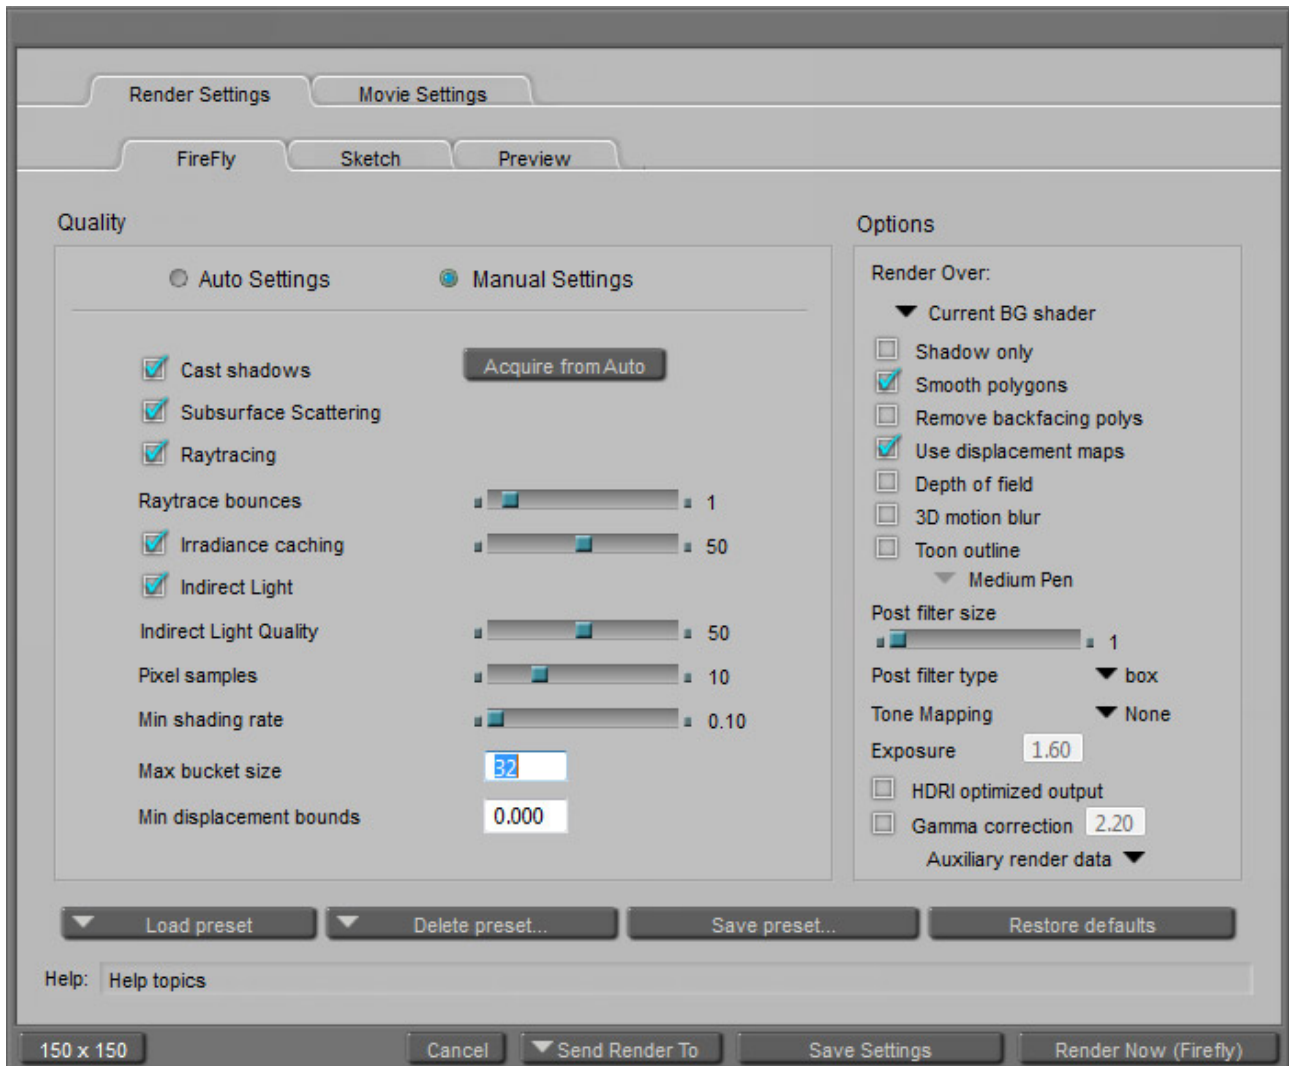 Render Settings
Movie Settings
FireFly
Sketch
Preview
Quality
Auto Settings
Manual Settings
Cast shadows
Acquire from Auto
Subsurface Scattering
Raytracing
Raytrace bounces
1
Irradiance caching
50
Indirect Light
Indirect Light Quality
50
Pixel samples
10
Min shading rate
0.10
Max bucket size
32
Min displacement bounds
0.000
Options
Render Over:
Current BG shader
Shadow only
Smooth polygons
Remove backfacing polys
Use displacement maps
Depth of field
3D motion blur
Toon outline
Medium Pen
Post filter size
1
Post filter type
box
Tone Mapping
None
Exposure
1.60
HDRI optimized output
Gamma correction
2.20
Auxiliary render data
Load preset
Delete preset...
Save preset...
Restore defaults
Help:
Help topics
150 x 150
Cancel
Send Render To
Save Settings
Render Now (Firefly)